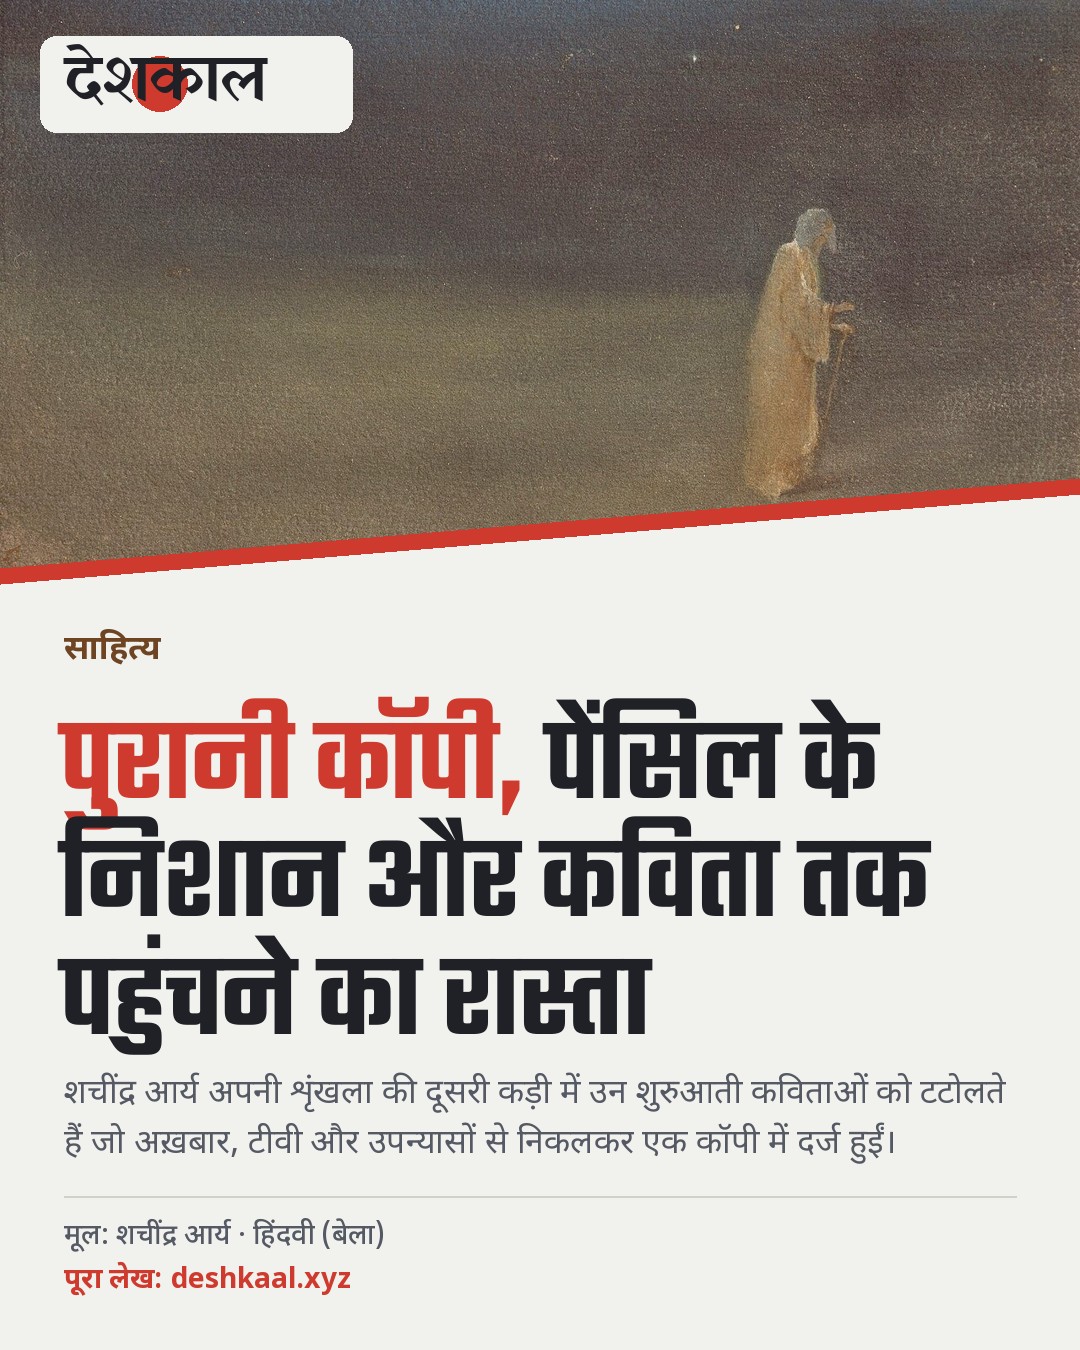 देशकाल
साहित्य
पुरानी कॉपी, पेंसिल के
निशान और कविता तक
पहुंचने का रास्ता
शचींद्र आर्य अपनी शृंखला की दूसरी कड़ी में उन शुरुआती कविताओं को टटोलते
हैं जो अख़बार, टीवी और उपन्यासों से निकलकर एक कॉपी में दर्ज हुईं।
मूल: शचींद्र आर्य · हिंदवी (बेला)
पूरा लेख: deshkaal.xyz